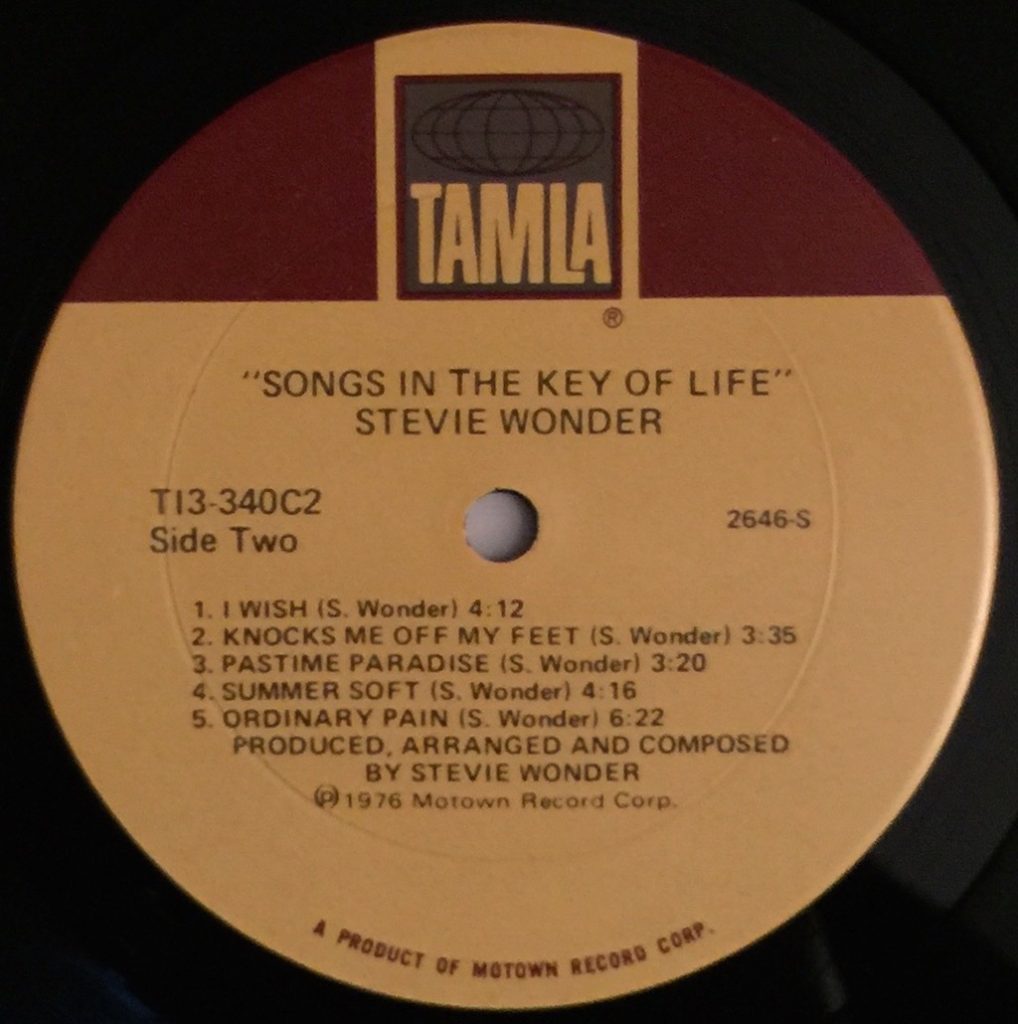 TAMLA
®
"SONGS IN THE KEY OF LIFE"
STEVIE WONDER
T13-340C2
Side Two
2646-S
1. I WISH (S. Wonder) 4:12
2. KNOCKS ME OFF MY FEET (S. Wonder) 3:35
3. PASTIME PARADISE (S. Wonder) 3:20
4. SUMMER SOFT (S. Wonder) 4:16
5. ORDINARY PAIN (S. Wonder) 6:22
PRODUCED, ARRANGED AND COMPOSED
BY STEVIE WONDER
℗1976 Motown Record Corp.
A PRODUCT OF MOTOWN RECORD CORP.